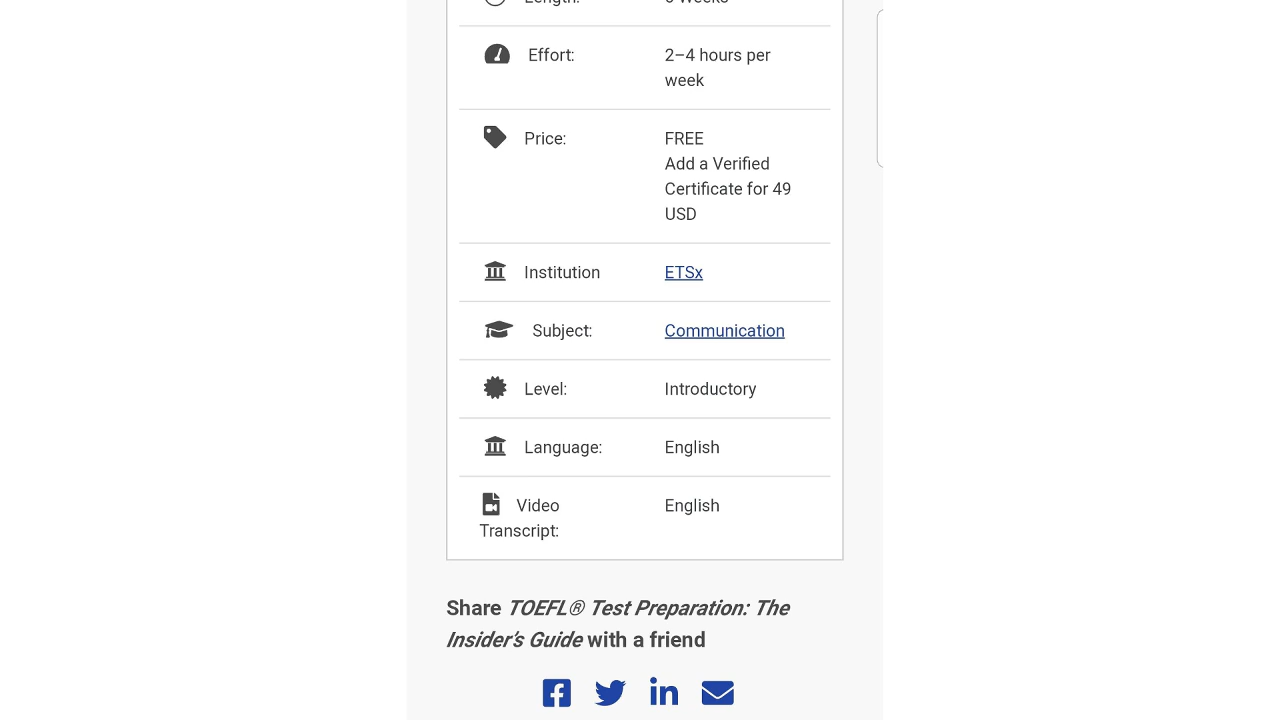 Effort: 2–4 hours per
week
Price: FREE
Add a Verified
Certificate for 49
USD
Institution ETSx
Subject: Communication
Level: Introductory
Language: English
Video English
Transcript:
Share TOEFL® Test Preparation: The
Insider's Guide with a friend